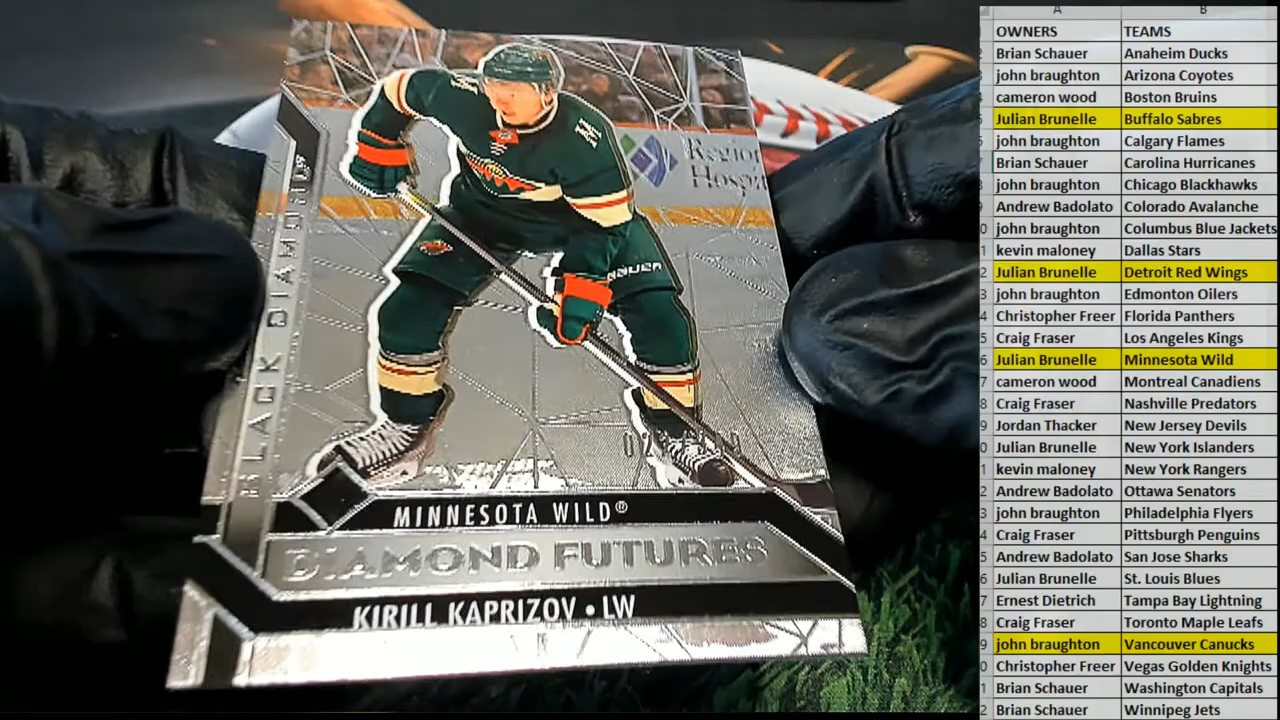 Regior
Hospit
BAUER
BLACK DIAMOND
MINNESOTA WILD®
DIAMOND FUTURES
KIRILL KAPRIZOV • LW
A B
OWNERS TEAMS
Brian Schauer Anaheim Ducks
john braughton Arizona Coyotes
cameron wood Boston Bruins
Julian Brunelle Buffalo Sabres
john braughton Calgary Flames
Brian Schauer Carolina Hurricanes
john braughton Chicago Blackhawks
Andrew Badolato Colorado Avalanche
john braughton Columbus Blue Jackets
kevin maloney Dallas Stars
Julian Brunelle Detroit Red Wings
john braughton Edmonton Oilers
Christopher Freer Florida Panthers
Craig Fraser Los Angeles Kings
Julian Brunelle Minnesota Wild
cameron wood Montreal Canadiens
Craig Fraser Nashville Predators
Jordan Thacker New Jersey Devils
Julian Brunelle New York Islanders
kevin maloney New York Rangers
Andrew Badolato Ottawa Senators
john braughton Philadelphia Flyers
Craig Fraser Pittsburgh Penguins
Andrew Badolato San Jose Sharks
Julian Brunelle St. Louis Blues
Ernest Dietrich Tampa Bay Lightning
Craig Fraser Toronto Maple Leafs
john braughton Vancouver Canucks
Christopher Freer Vegas Golden Knights
Brian Schauer Washington Capitals
Brian Schauer Winnipeg Jets